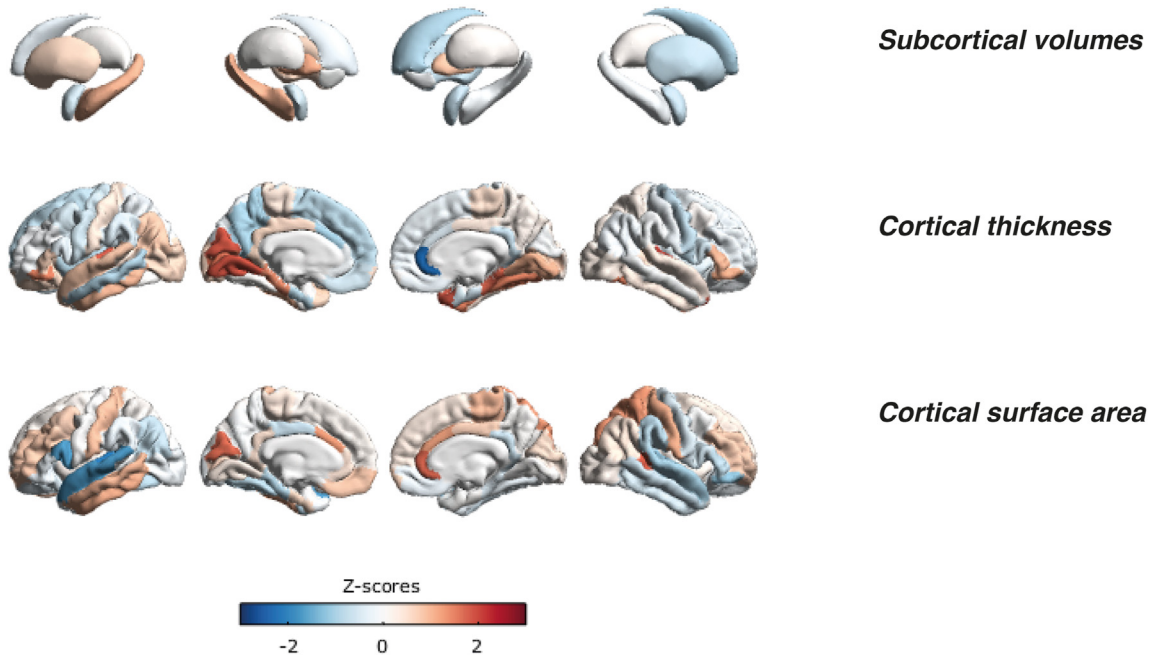 Subcortical volumes
Cortical thickness
Cortical surface area
Z-scores
-2 0 2